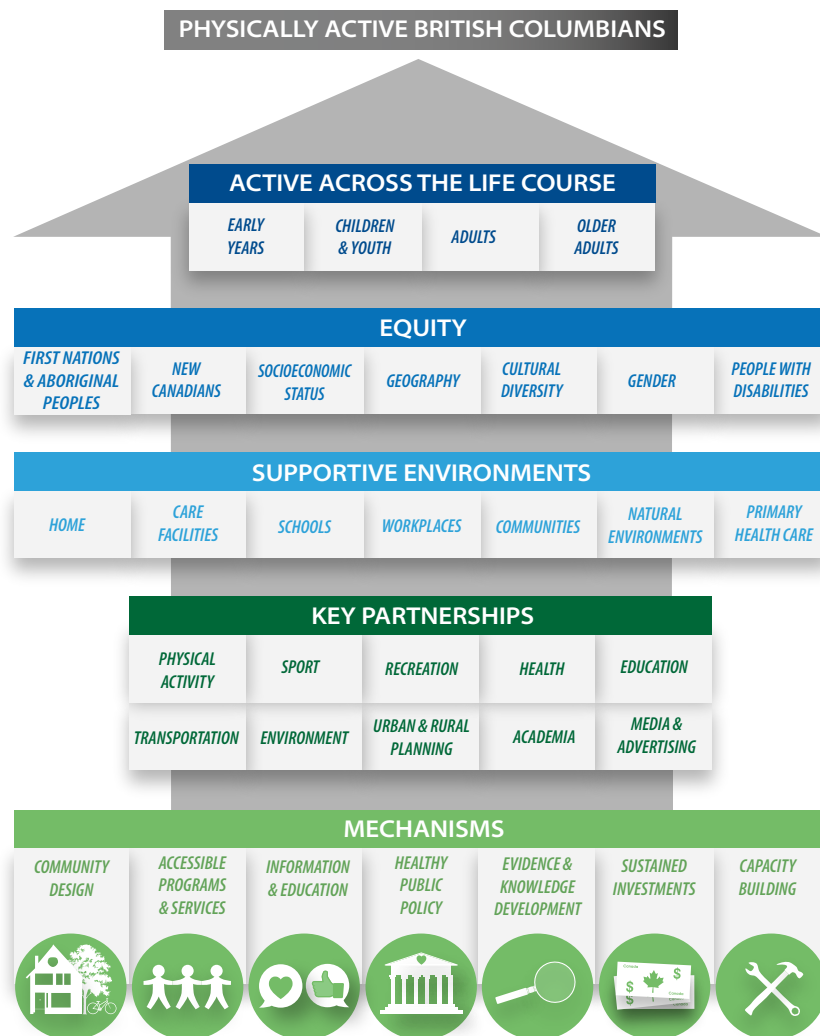 PHYSICALLY ACTIVE BRITISH COLUMBIANS
ACTIVE ACROSS THE LIFE COURSE
EARLY
YEARS
CHILDREN
& YOUTH
ADULTS
OLDER
ADULTS
EQUITY
FIRST NATIONS
& ABORIGINAL
PEOPLES
NEW
CANADIANS
SOCIOECONOMIC
STATUS
GEOGRAPHY
CULTURAL
DIVERSITY
GENDER
PEOPLE WITH
DISABILITIES
SUPPORTIVE ENVIRONMENTS
HOME
CARE
FACILITIES
SCHOOLS
WORKPLACES
COMMUNITIES
NATURAL
ENVIRONMENTS
PRIMARY
HEALTH CARE
KEY PARTNERSHIPS
PHYSICAL
ACTIVITY
SPORT
RECREATION
HEALTH
EDUCATION
TRANSPORTATION
ENVIRONMENT
URBAN & RURAL
PLANNING
ACADEMIA
MEDIA &
ADVERTISING
MECHANISMS
COMMUNITY
DESIGN
ACCESSIBLE
PROGRAMS
& SERVICES
INFORMATION
& EDUCATION
HEALTHY
PUBLIC
POLICY
EVIDENCE &
KNOWLEDGE
DEVELOPMENT
SUSTAINED
INVESTMENTS
CAPACITY
BUILDING
$
$
$
$